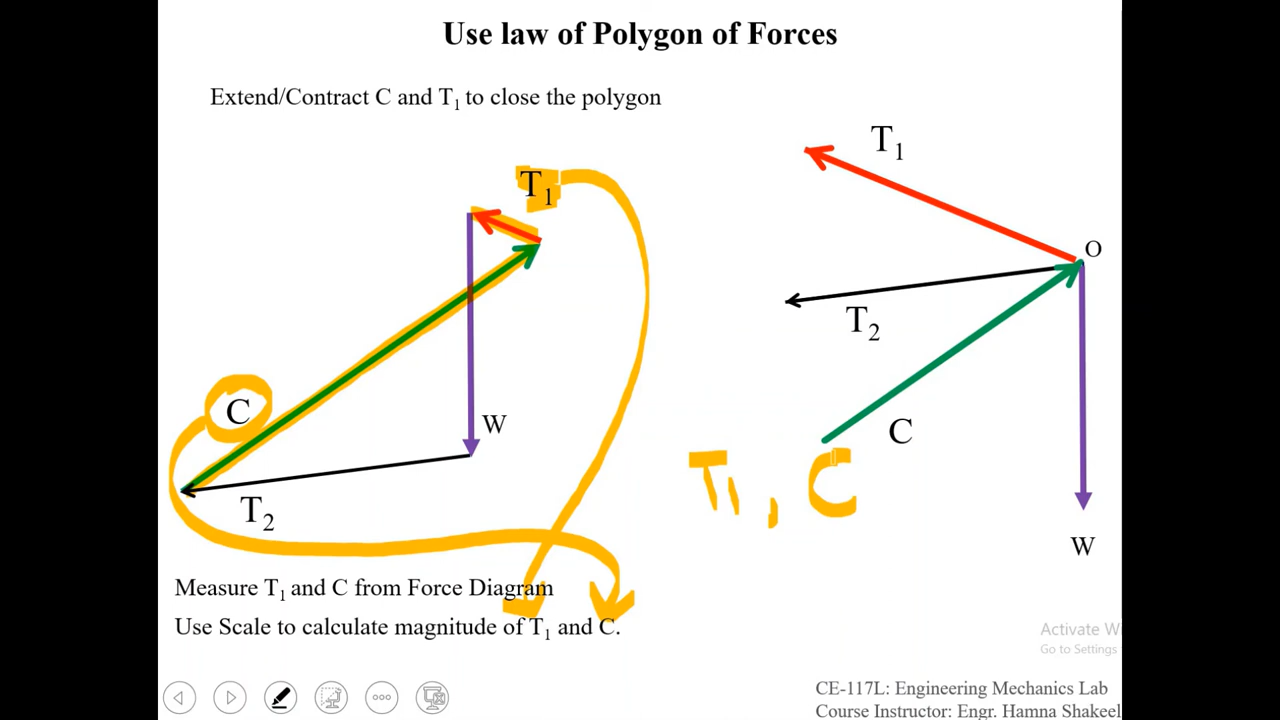 Use law of Polygon of Forces
Extend/Contract C and T₁ to close the polygon
T₁
C
W
T₂
T₁
O
T₂
C
W
T₁, C
Measure T₁ and C from Force Diagram
Use Scale to calculate magnitude of T₁ and C.
Activate Wi
Go to Settings
CE-117L: Engineering Mechanics Lab
Course Instructor: Engr. Hamna Shakeel